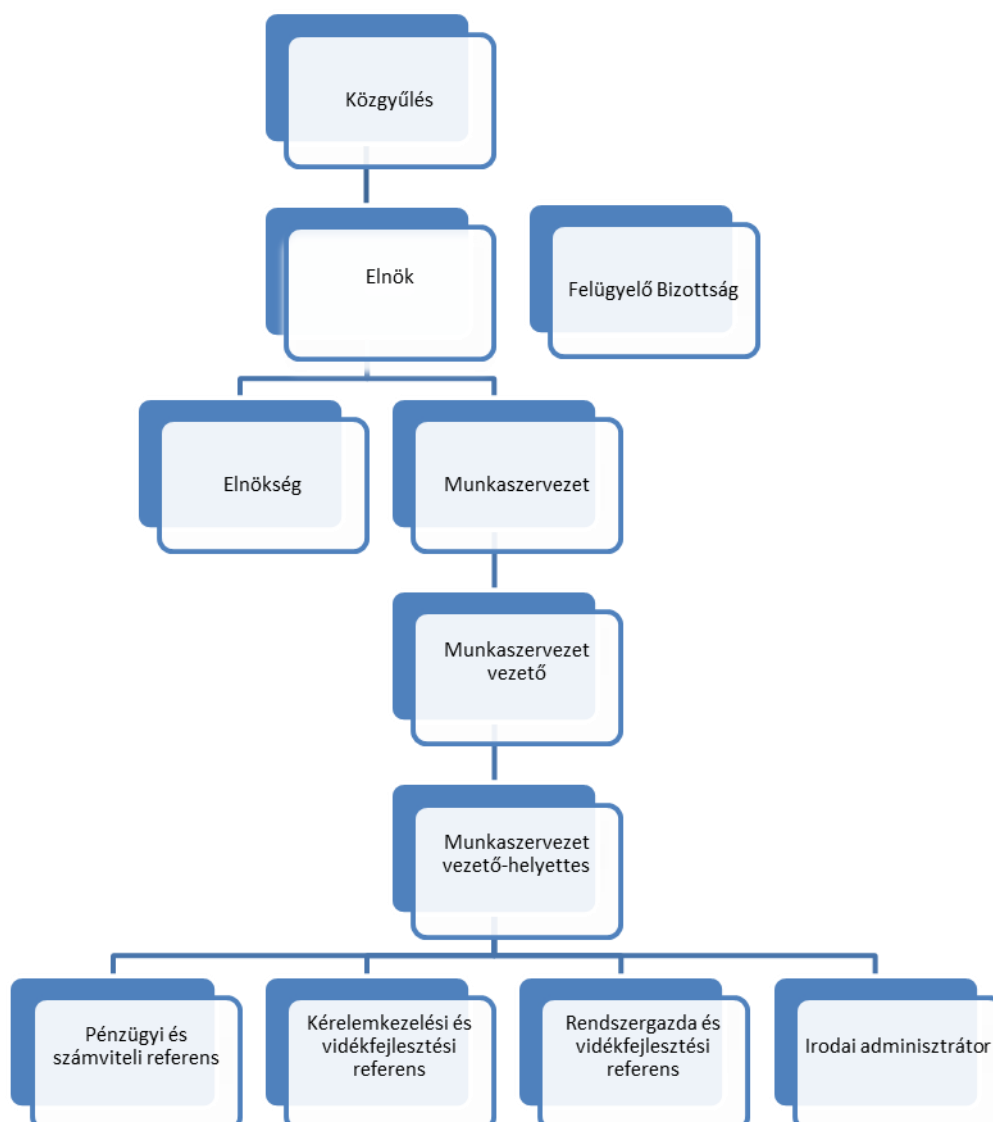 Közgyűlés
Elnök
Felügyelő Bizottság
Elnökség
Munkaszervezet
Munkaszervezet
vezető
Munkaszervezet
vezető-helyettes
Pénzügyi és
számviteli referens
Kérelemkezelési és
vidékfejlesztési
referens
Rendszergazda és
vidékfejlesztési
referens
Irodai adminisztrátor